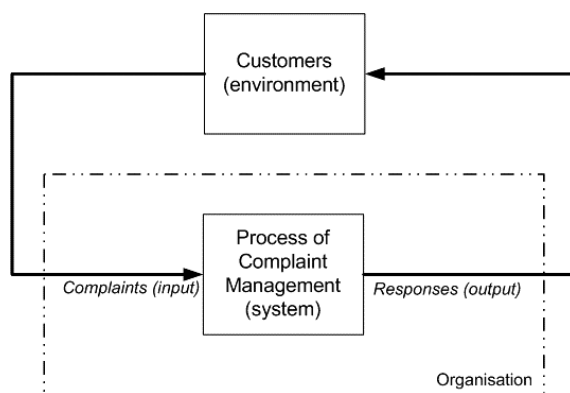 Customers
(environment)
Process of
Complaint
Management
(system)
Complaints (input)
Responses (output)
Organisation